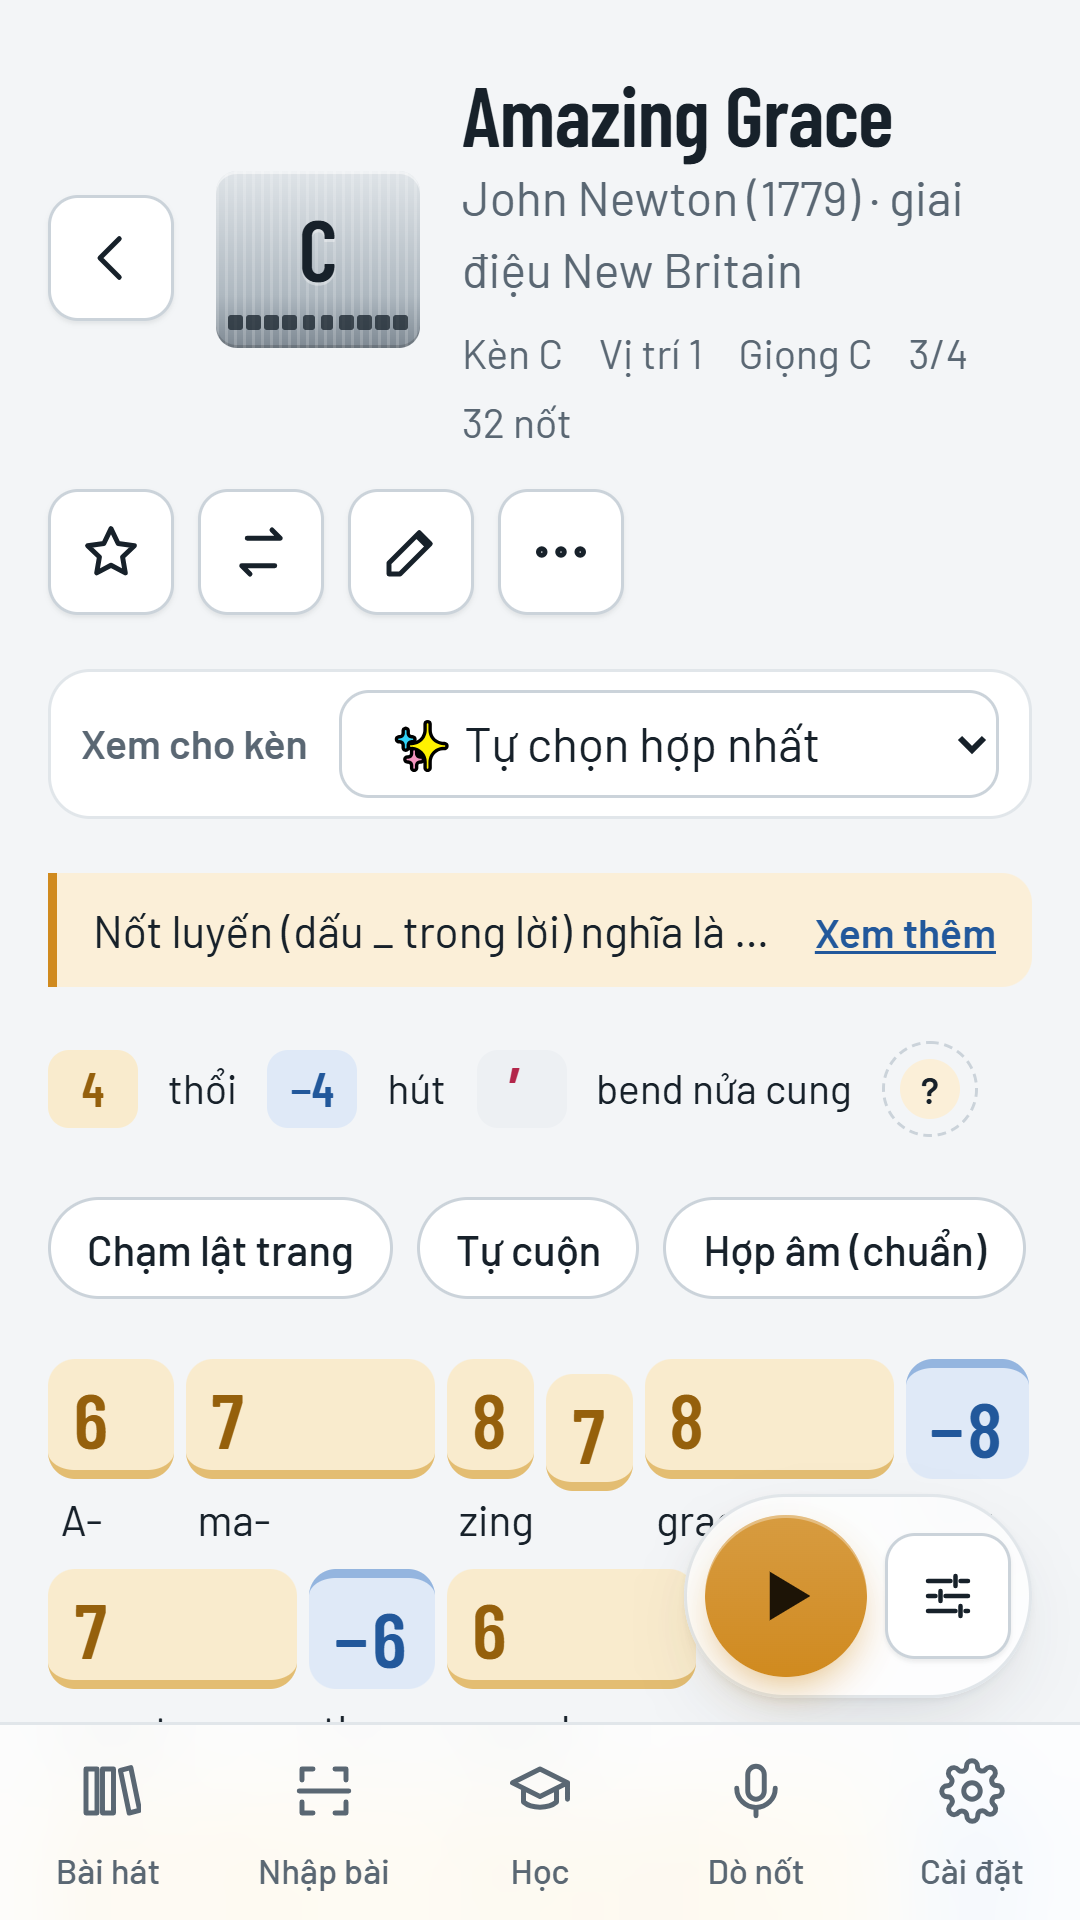 Amazing Grace
John Newton (1779) · giai
điệu New Britain
C
Kèn C Vị trí 1 Giọng C 3/4
32 nốt
Xem cho kèn ✨ Tự chọn hợp nhất
Nốt luyến (dấu _ trong lời) nghĩa là ... Xem thêm
4 thổi −4 hút ′ bend nửa cung ?
Chạm lật trang Tự cuộn Hợp âm (chuẩn)
6 7 8 7 8 −8
A- ma- zing
7 −6 6
Bài hát Nhập bài Học Dò nốt Cài đặt